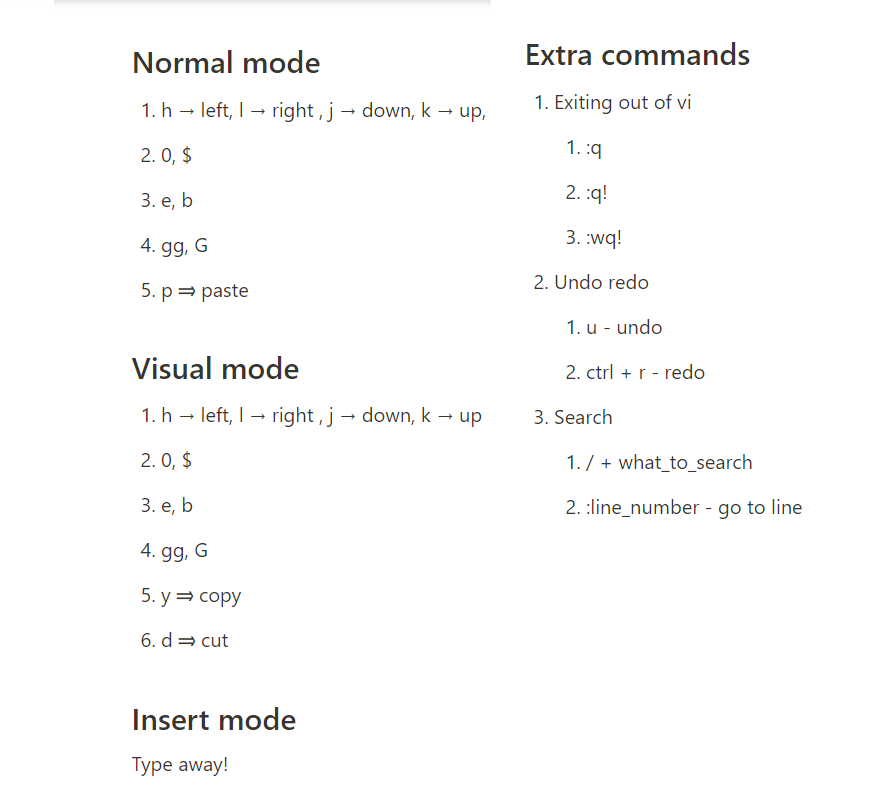 Normal mode
1. h → left, l → right , j → down, k → up,
2. 0, $
3. e, b
4. gg, G
5. p ⇒ paste
Visual mode
1. h → left, l → right , j → down, k → up
2. 0, $
3. e, b
4. gg, G
5. y ⇒ copy
6. d ⇒ cut
Insert mode
Type away!
Extra commands
1. Exiting out of vi
1. :q
2. :q!
3. :wq!
2. Undo redo
1. u - undo
2. ctrl + r - redo
3. Search
1. / + what_to_search
2. :line_number - go to line